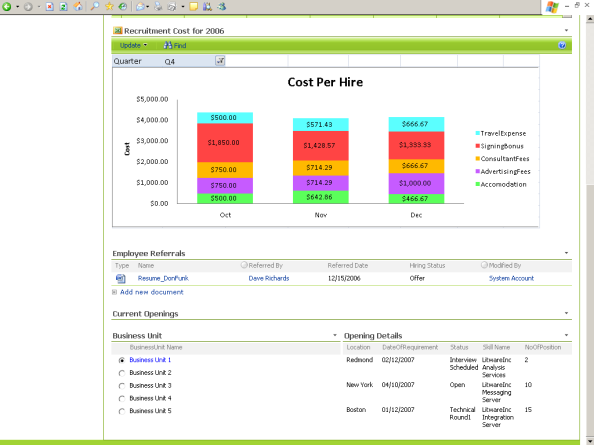 Recruitment Cost for 2006
Update Find
Quarter Q4
Cost Per Hire
$5,000.00
$4,000.00
$3,000.00
$2,000.00
$1,000.00
$0.00
Cost
$500.00 $571.43 $666.67
$1,850.00 $1,428.57 $1,333.33
$750.00 $714.29 $666.67
$750.00 $714.29 $1,000.00
$500.00 $642.86 $466.67
Oct Nov Dec
TravelExpense
SigningBonus
ConsultantFees
AdvertisingFees
Accomodation
Employee Referrals
Type Name Referred By Referred Date Hiring Status Modified By
Resume_DonFunk Dave Richards 12/15/2006 Offer System Account
Add new document
Current Openings
Business Unit
BusinessUnit Name
Business Unit 1
Business Unit 2
Business Unit 3
Business Unit 4
Business Unit 5
Opening Details
Location DateOfRequirement Status Skill Name NoOfPosition
Redmond 02/12/2007 Interview LitwareInc 2
Scheduled Analysis
Services
New York 04/10/2007 Open LitwareInc 10
Messaging
Server
Boston 01/12/2007 Technical LitwareInc 15
Round1 Integration
Server